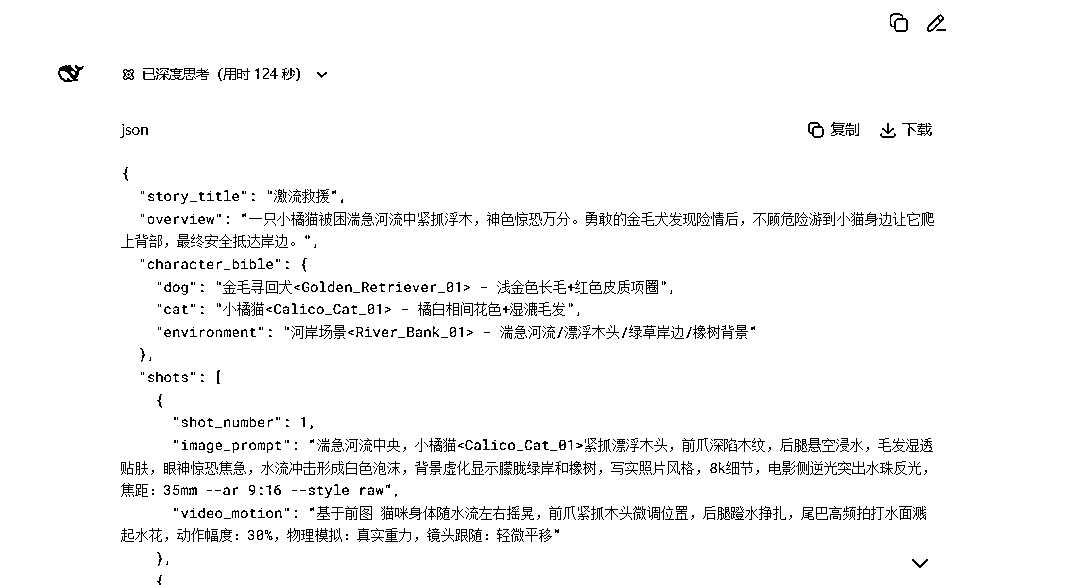 已深度思考（用时 124 秒）
json
复制 下载
{
"story_title": "激流救援",
"overview": "一只小橘猫被困湍急河流中紧抓浮木，神色惊恐万分。勇敢的金毛犬发现险情后，不顾危险游到小猫身边让它爬
上背部，最终安全抵达岸边。",
"character_bible": {
"dog": "金毛寻回犬<Golden_Retriever_01> - 浅金色长毛+红色皮质项圈",
"cat": "小橘猫<Calico_Cat_01> - 橘白相间花色+湿漉毛发",
"environment": "河岸场景<River_Bank_01> - 湍急河流/漂浮木头/绿草岸边/橡树背景"
},
"shots": [
{
"shot_number": 1,
"image_prompt": "湍急河流中央，小橘猫<Calico_Cat_01>紧抓漂浮木头，前爪深陷木纹，后腿悬空浸水，毛发湿透
贴肤，眼神惊恐焦急，水流冲击形成白色泡沫，背景虚化显示朦胧绿岸和橡树，写实照片风格，8k细节，电影侧逆光突出水珠反光，
焦距：35mm --ar 9:16 --style raw",
"video_motion": "基于前图 猫咪身体随水流左右摇晃，前爪紧抓木头微调位置，后腿蹬水挣扎，尾巴高频拍打水面溅
起水花，动作幅度：30%，物理模拟：真实重力，镜头跟随：轻微平移"
},
{